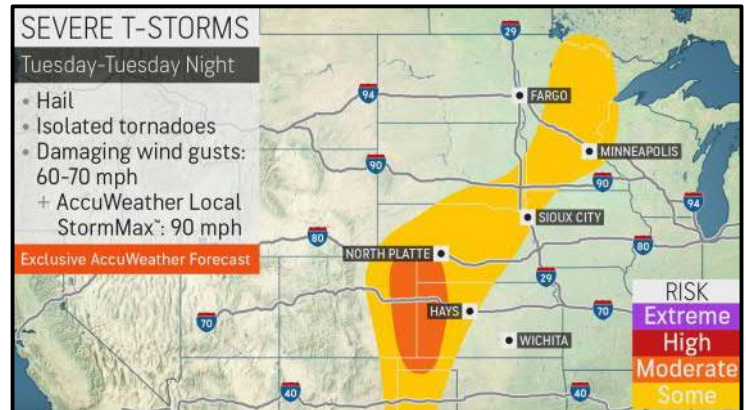 SEVERE T-STORMS
Tuesday-Tuesday Night
• Hail
• Isolated tornadoes
• Damaging wind gusts:
60-70 mph
+ AccuWeather Local
StormMax™: 90 mph
Exclusive AccuWeather Forecast
29
94
FARGO
MINNEAPOLIS
90
90
94
SIOUX CITY
80
NORTH PLATTE
80
29
70
HAYS
70
WICHITA
40
40
RISK
Extreme
High
Moderate
Some